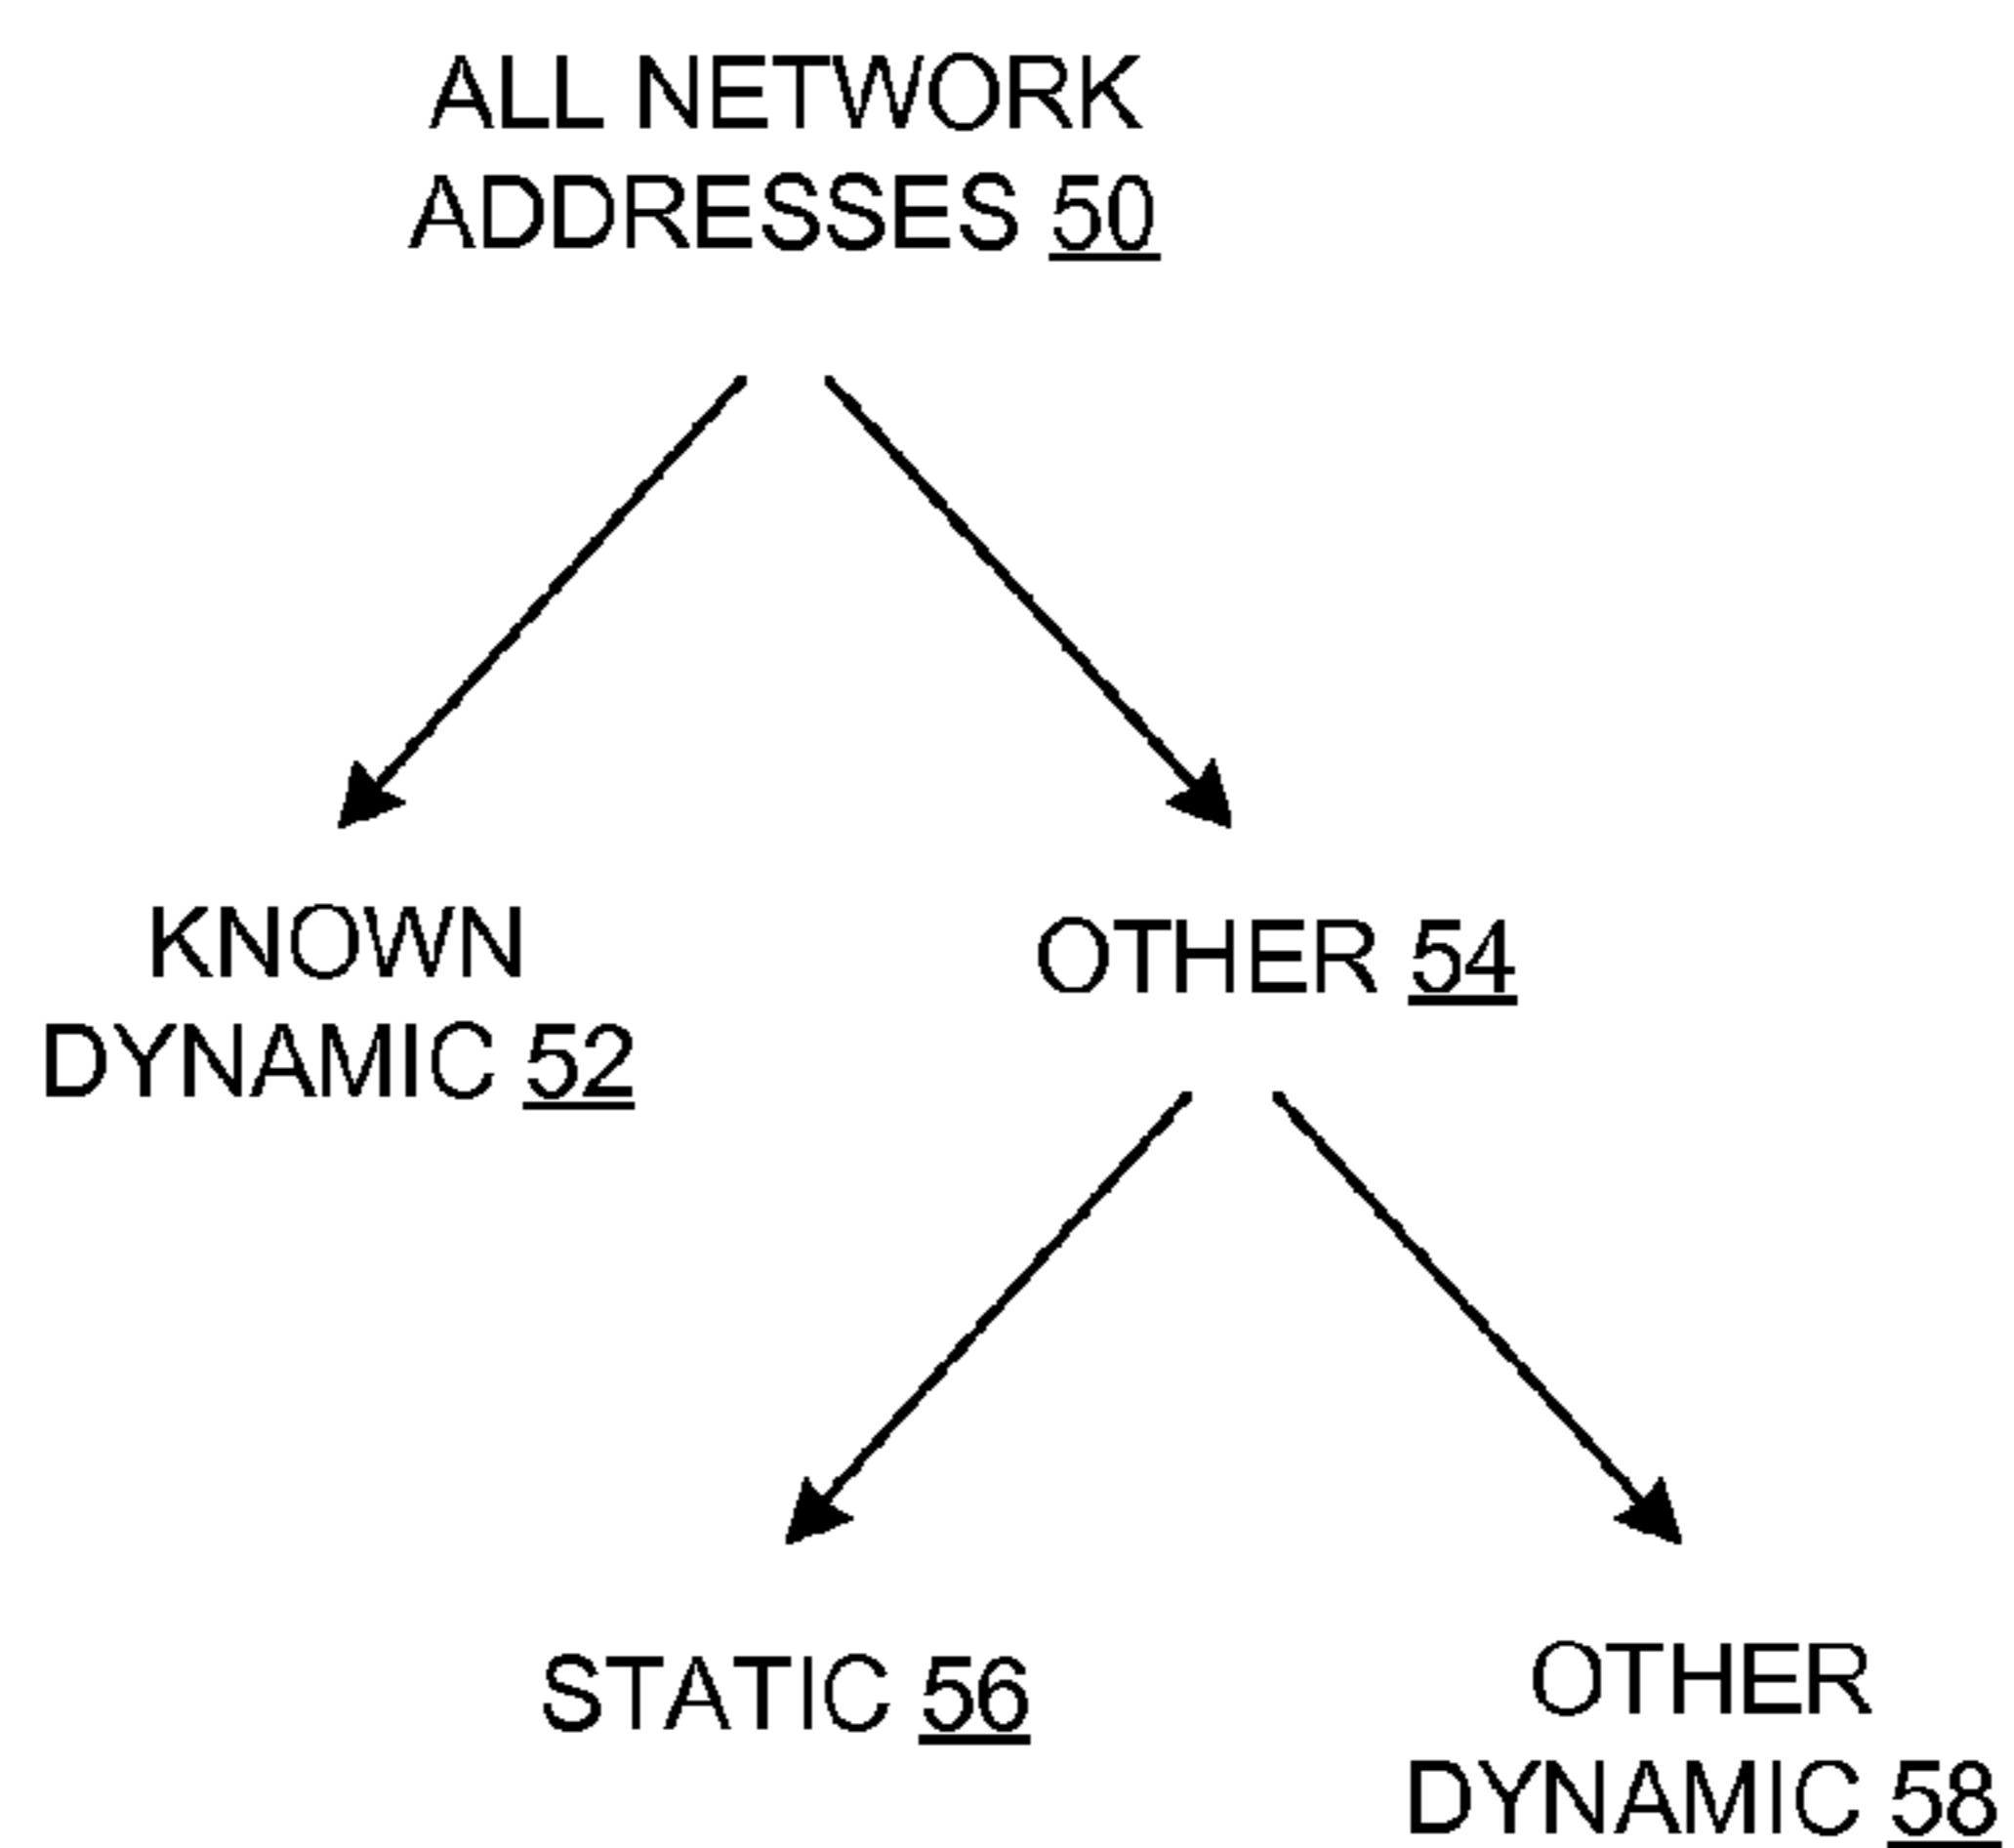 ALL NETWORK
ADDRESSES 50
KNOWN
DYNAMIC 52
OTHER 54
STATIC 56
OTHER
DYNAMIC 58